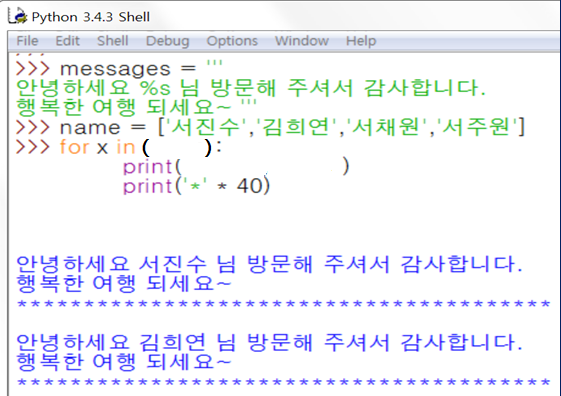 Python 3.4.3 Shell
File Edit Shell Debug Options Window Help
>>> messages = '''
안녕하세요 %s 님 방문해 주셔서 감사합니다.
행복한 여행 되세요~ '''
>>> name = ['서진수','김희연','서채원','서주원']
>>> for x in (        ):
print(                    )
print('*' * 40)
안녕하세요 서진수 님 방문해 주셔서 감사합니다.
행복한 여행 되세요~
****************************************
안녕하세요 김희연 님 방문해 주셔서 감사합니다.
행복한 여행 되세요~
****************************************